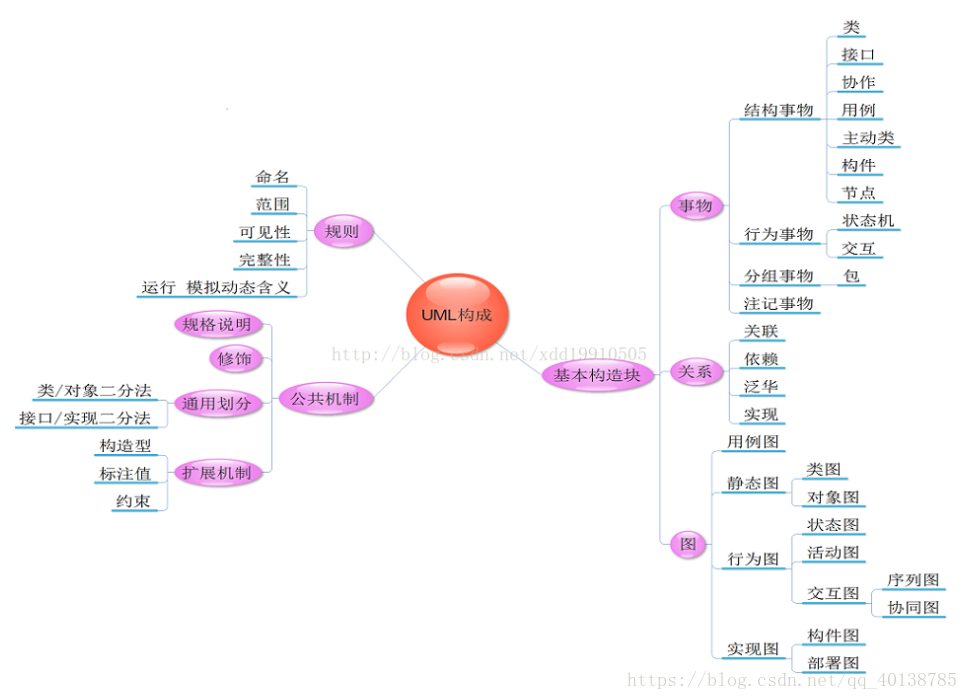 UML构成
规则
命名
范围
可见性
完整性
运行 模拟动态含义
公共机制
规格说明
修饰
通用划分
类/对象二分法
接口/实现二分法
扩展机制
构造型
标注值
约束
基本构造块
事物
结构事物
类
接口
协作
用例
主动类
构件
节点
行为事物
状态机
交互
分组事物
包
注记事物
关系
关联
依赖
泛华
实现
图
用例图
静态图
类图
对象图
行为图
状态图
活动图
交互图
序列图
协同图
实现图
构件图
部署图
http://blog.csdn.net/xdd19910505
https://blog.csdn.net/qq_40138785